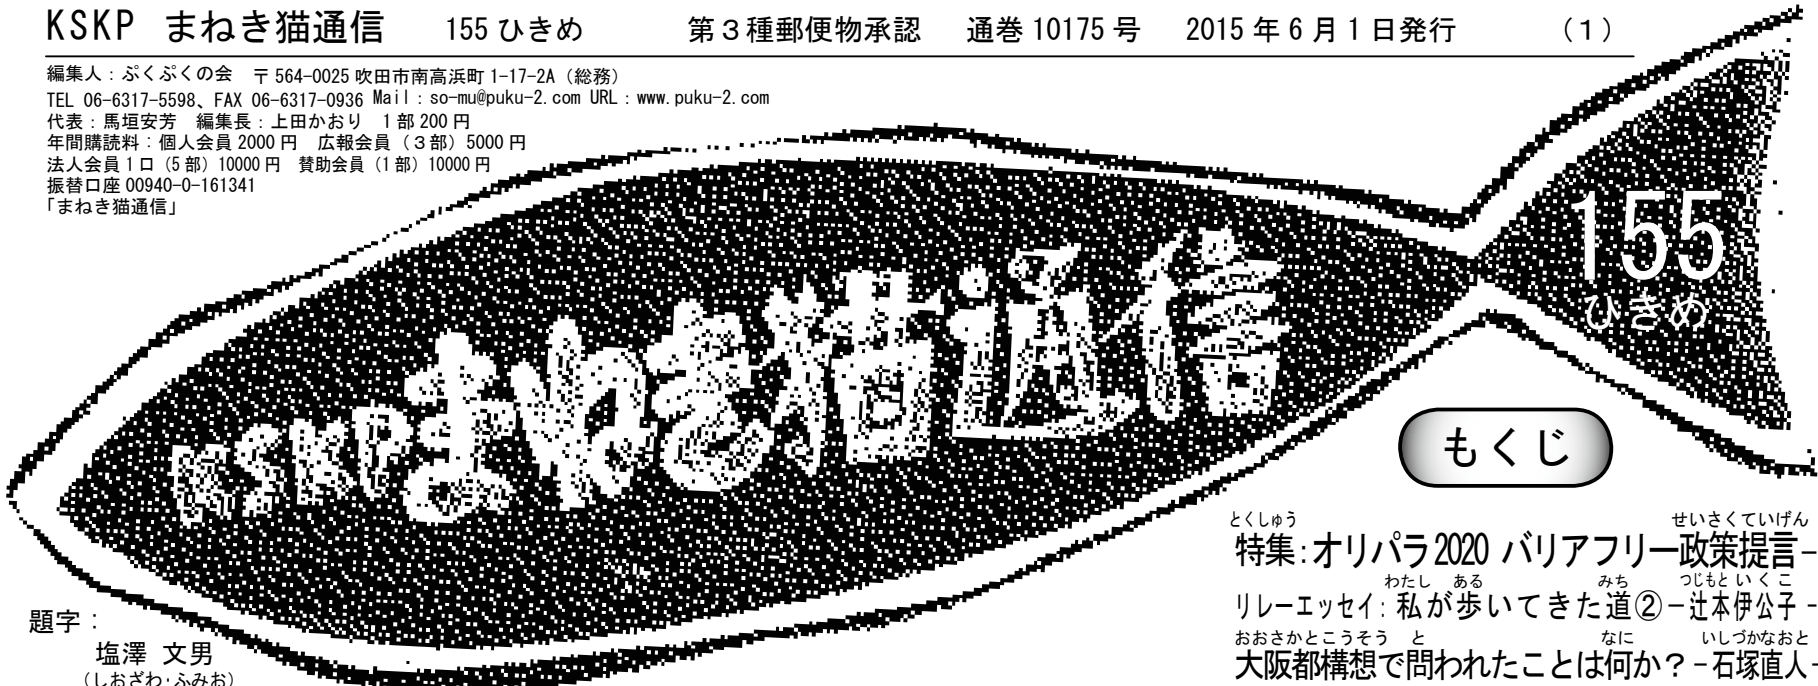 KSKP まねき猫通信 155 ひきめ 第３種郵便物承認 通巻 10175 号 2015 年 6 月 1 日発行 （1）
編集人：ぷくぷくの会 〒564-0025 吹田市南高浜町 1-17-2A（総務）
TEL 06-6317-5598、FAX 06-6317-0936 Mail：so-mu@puku-2.com URL：www.puku-2.com
代表：馬垣安芳 編集長：上田かおり 1 部 200 円
年間購読料：個人会員 2000 円 広報会員（３部）5000 円
法人会員 1 口（5 部）10000 円 賛助会員（1 部）10000 円
振替口座 00940-0-161341
「まねき猫通信」
155
ひきめ
KSKPまねき猫通信
もくじ
とくしゅう せいさくていげん
特集：オリパラ 2020 バリアフリー政策提言－
わたし ある みち つじもといくこ
リレーエッセイ：私が歩いてきた道②－辻本伊公子－
おおさかとこうそう と なに いしづかなおと
大阪都構想で問われたことは何か？－石塚直人－
題字：
塩澤 文男
（しおざわ・ふみお）